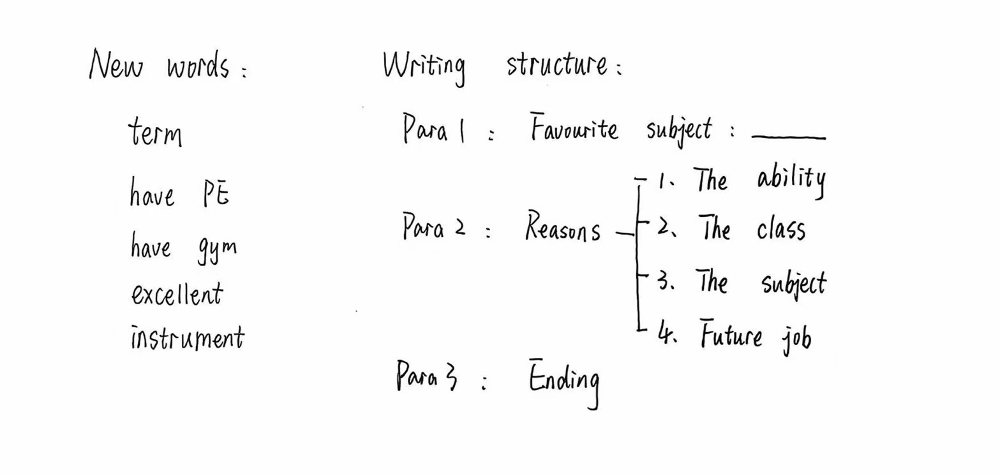 New words:
term
have PE
have gym
excellent
instrument
Writing structure:
Para 1: Favourite subject: ______
Para 2: Reasons
1、The ability
2、The class
3. The subject
4. Future job
Para 3: Ending